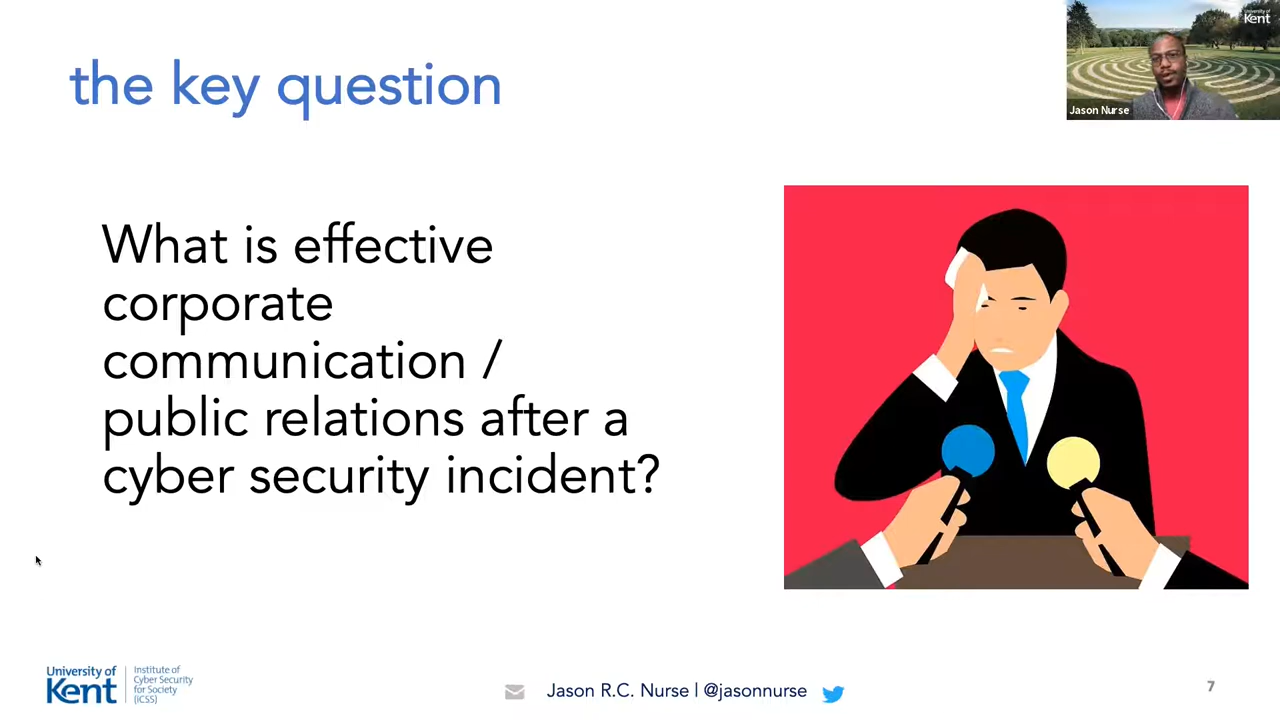 the key question
University of
Kent
Jason Nurse
What is effective
corporate
communication /
public relations after a
cyber security incident?
University of
Kent
Institute of
Cyber Security
for Society
(iCSS)
Jason R.C. Nurse | @jasonnurse
7